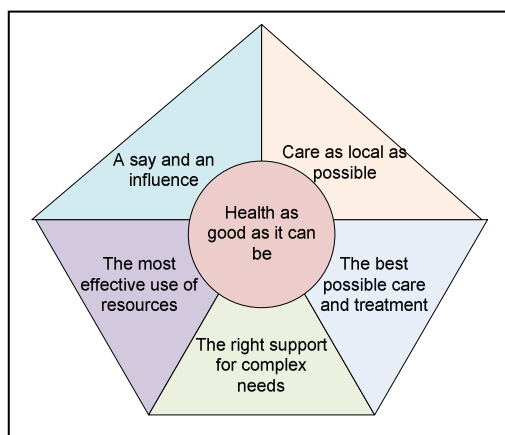 A say and an
influence
Care as local as
possible
Health as
good as it can
be
The most
effective use of
resources
The best
possible care
and treatment
The right support
for complex
needs